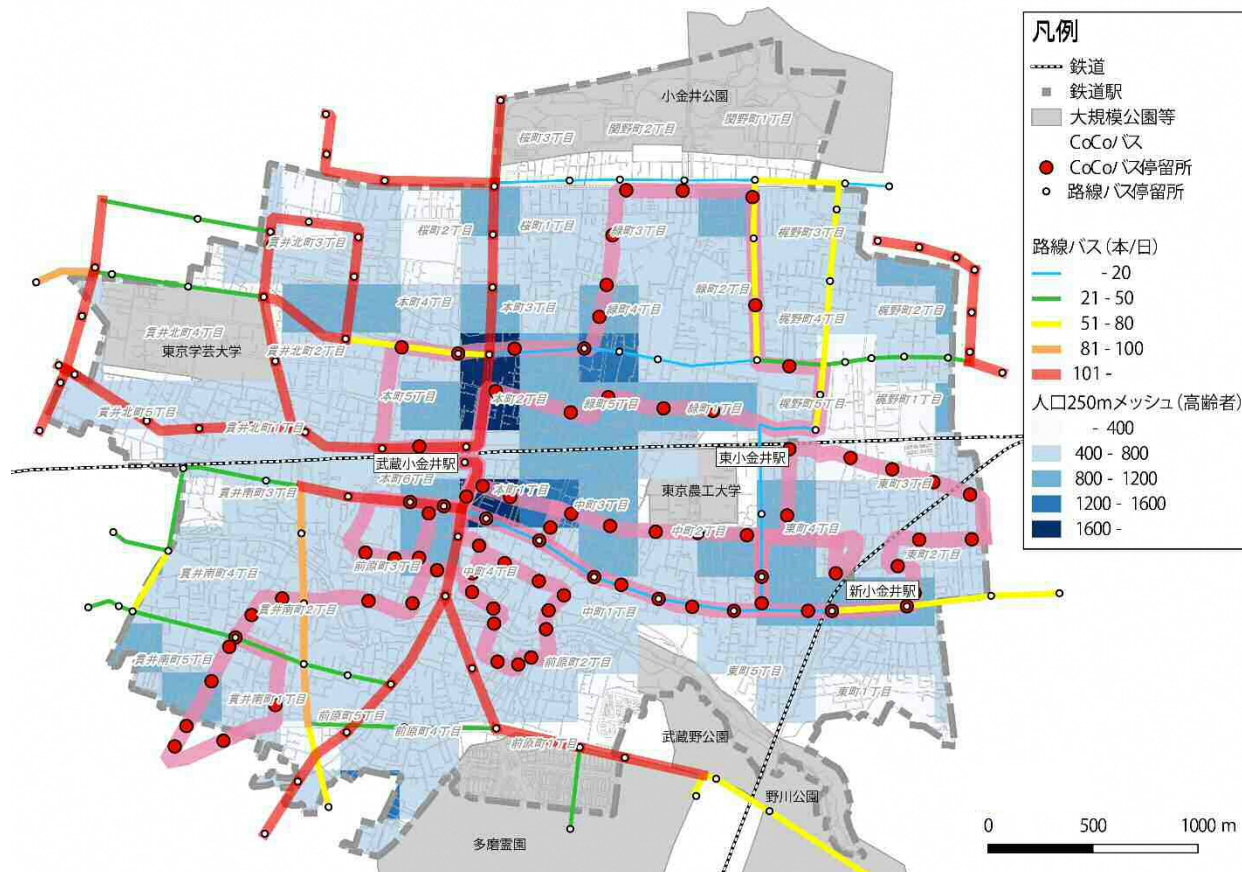 凡例
鉄道
鉄道駅
大規模公園等
CoCoバス
CoCoバス停留所
路線バス停留所
路線バス(本/日)
- 20
21 - 50
51 - 80
81 - 100
101 -
人口250mメッシュ(高齢者)
- 400
400 - 800
800 - 1200
1200 - 1600
1600 -
小金井公園
関野町1丁目
関野町2丁目
桜町3丁目
桜町2丁目
桜町1丁目
緑町3丁目
梶野町3丁目
貫井北町3丁目
本町4丁目
本町3丁目
緑町4丁目
緑町2丁目
梶野町4丁目
梶野町2丁目
貫井北町4丁目
東京学芸大学
貫井北町2丁目
本町5丁目
本町2丁目
緑町5丁目
緑町1丁目
梶野町5丁目
梶野町1丁目
貫井北町5丁目
貫井北町1丁目
武蔵小金井駅
東小金井駅
本町6丁目
東町3丁目
貫井南町3丁目
本町1丁目
中町3丁目
東京農工大学
中町2丁目
東町4丁目
東町2丁目
貫井南町4丁目
前原町3丁目
中町4丁目
新小金井駅
貫井南町2丁目
中町1丁目
貫井南町5丁目
前原町2丁目
東町5丁目
東町1丁目
貫井南町1丁目
前原町5丁目
前原町4丁目
前原町1丁目
武蔵野公園
野川公園
多磨霊園
0 500 1000 m